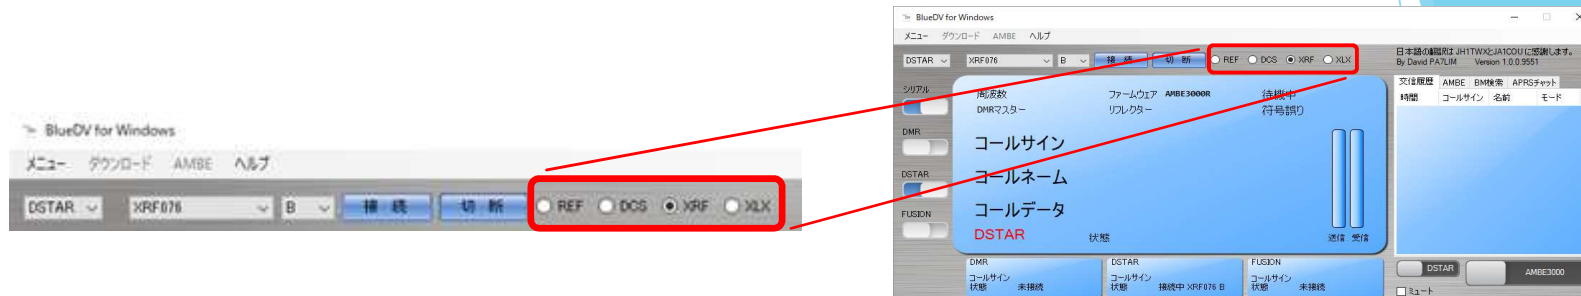 BlueDV for Windows
メニュー ダウンロード AMBE ヘルプ
DSTAR XRF076 B 接続 切断 REF DCS XRF XLX
BlueDV for Windows
メニュー ダウンロード AMBE ヘルプ
DSTAR XRF076 B 接続 切断 REF DCS XRF XLX
日本語の翻訳は JH1TWXとJA1COU に感謝します。
By David PA7LIM Version 1.0.0.9551
交信履歴 AMBE BM検索 APRSチャット
時間 コールサイン 名前 モード
シリアル
DMR
DSTAR
FUSION
周波数 ファームウェア AMBE3000R 待機中
DMRマスター リフレクター 符号誤り
コールサイン
コールネーム
コールデータ
DSTAR 状態 送信 受信
DMR
コールサイン
状態 未接続
DSTAR
コールサイン
状態 接続中 XRF076 B
FUSION
コールサイン
状態 未接続
DSTAR AMBE3000
ミュート